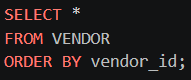 SELECT *
FROM VENDOR
ORDER BY vendor_id;